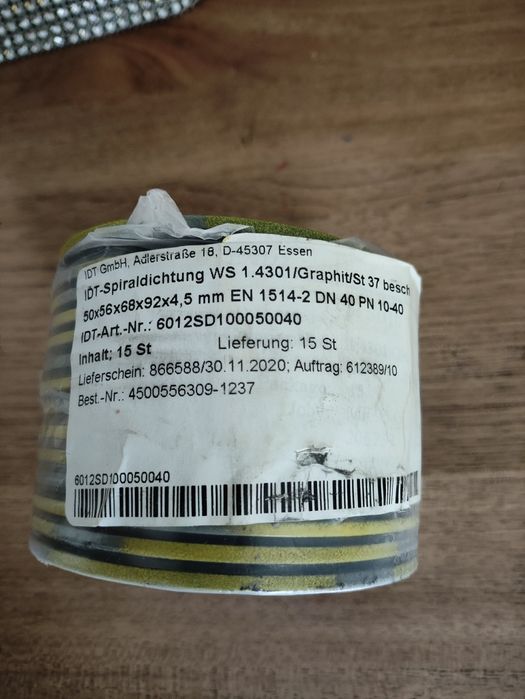 IDT GmbH, Adlerstraße 18, D-45307 Essen
IDT-Spiraldichtung WS 1.4301/Graphit/St 37 besch
50x56x68x92x4,5 mm EN 1514-2 DN 40 PN 10-40
IDT-Art.-Nr.: 6012SD100050040
Inhalt: 15 St Lieferung: 15 St
Lieferschein: 866588/30.11.2020; Auftrag: 612389/10
Best.-Nr.: 4500556309-1237
6012SD100050040